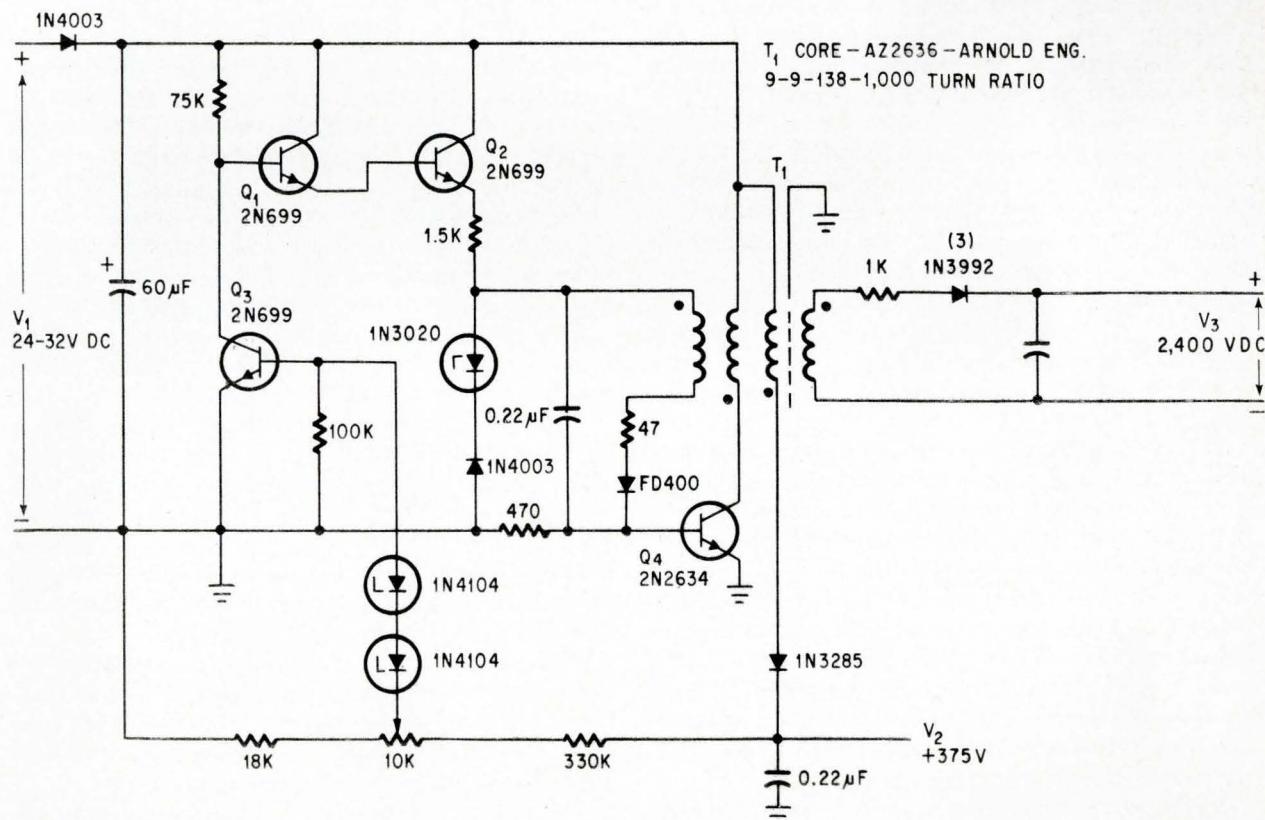 1N4003
T₁ CORE-AZ2636-ARNOLD ENG.
9-9-138-1,000 TURN RATIO
+
75K
Q₁
2N699
Q₂
2N699
T₁
1.5K
(3)
1N3992
1K
+
60µF
Q₃
2N699
V₁
24-32V DC
1N3020
+
V₃
2,400 VDC
−
0.22µF
100K
47
1N4003
FD400
470
−
Q4
2N2634
L
1N4104
L
1N4104
1N3285
18K
10K
330K
V₂
+375V
0.22µF